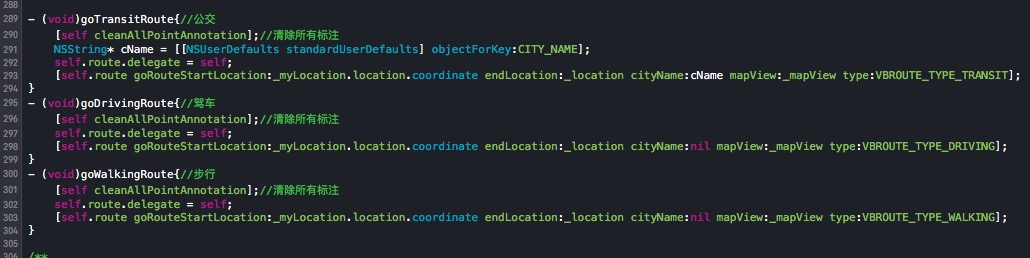 288
289 - (void)goTransitRoute{//公交
290 [self cleanAllPointAnnotation];//清除所有标注
291 NSString* cName = [[NSUserDefaults standardUserDefaults] objectForKey:CITY_NAME];
292 self.route.delegate = self;
293 [self.route goRouteStartLocation:_myLocation.location.coordinate endLocation:_location cityName:cName mapView:_mapView type:VBROUTE_TYPE_TRANSIT];
294 }
295 - (void)goDrivingRoute{//驾车
296 [self cleanAllPointAnnotation];//清除所有标注
297 self.route.delegate = self;
298 [self.route goRouteStartLocation:_myLocation.location.coordinate endLocation:_location cityName:nil mapView:_mapView type:VBROUTE_TYPE_DRIVING];
299 }
300 - (void)goWalkingRoute{//步行
301 [self cleanAllPointAnnotation];//清除所有标注
302 self.route.delegate = self;
303 [self.route goRouteStartLocation:_myLocation.location.coordinate endLocation:_location cityName:nil mapView:_mapView type:VBROUTE_TYPE_WALKING];
304 }
305
306 /**